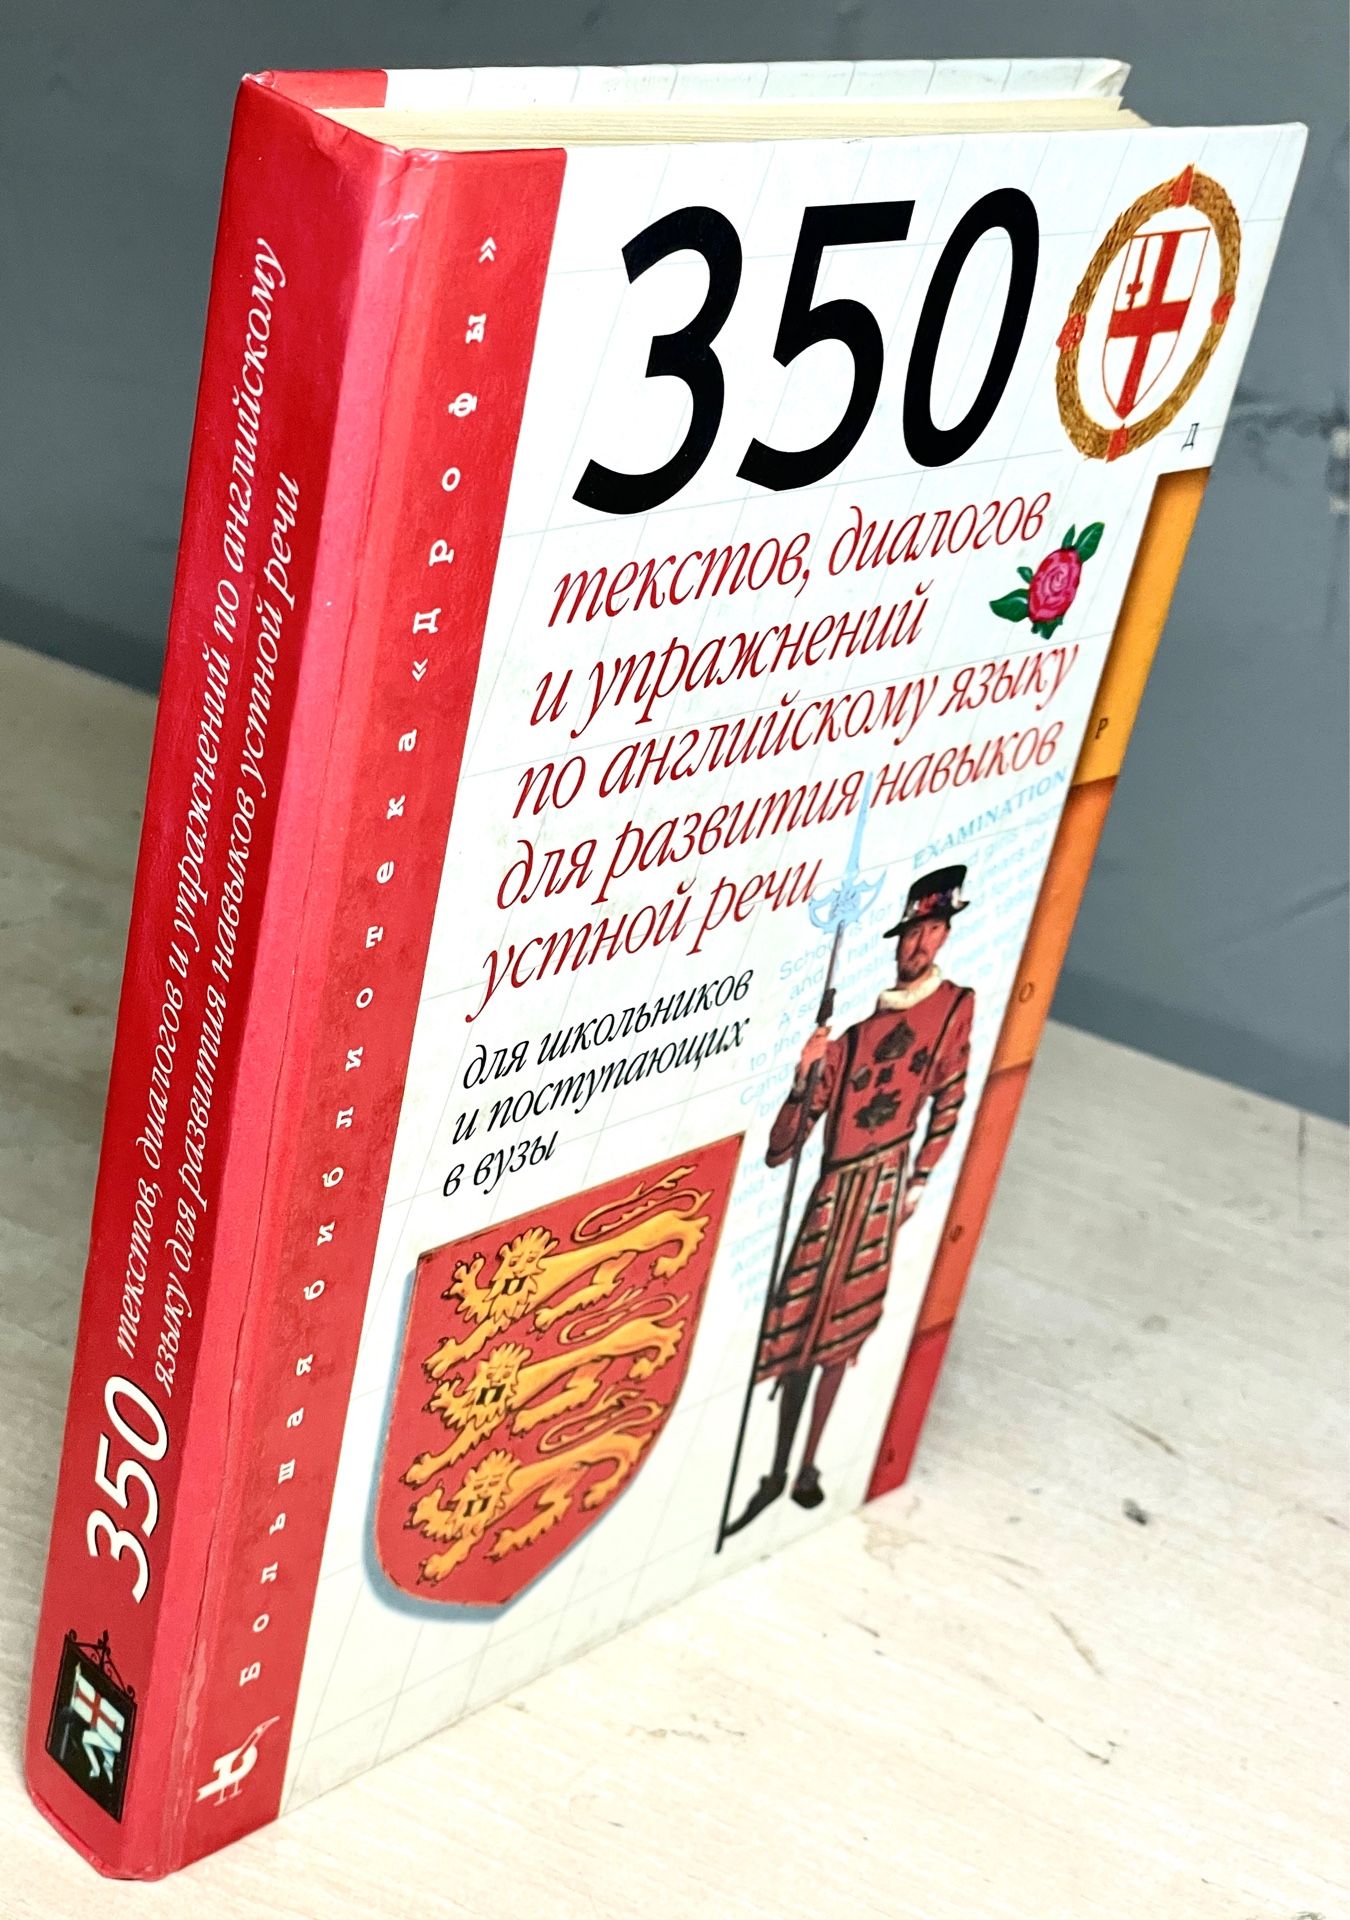 350
текстов, диалогов
и упражнений
по английскому языку
для развития навыков
устной речи
для школьников
и поступающих
в вузы
EXAMINATION
Большая библиотека «Дрофы»
350
текстов, диалогов и упражнений по английскому
языку для развития навыков устной речи
Д
Р
О
Ф
А